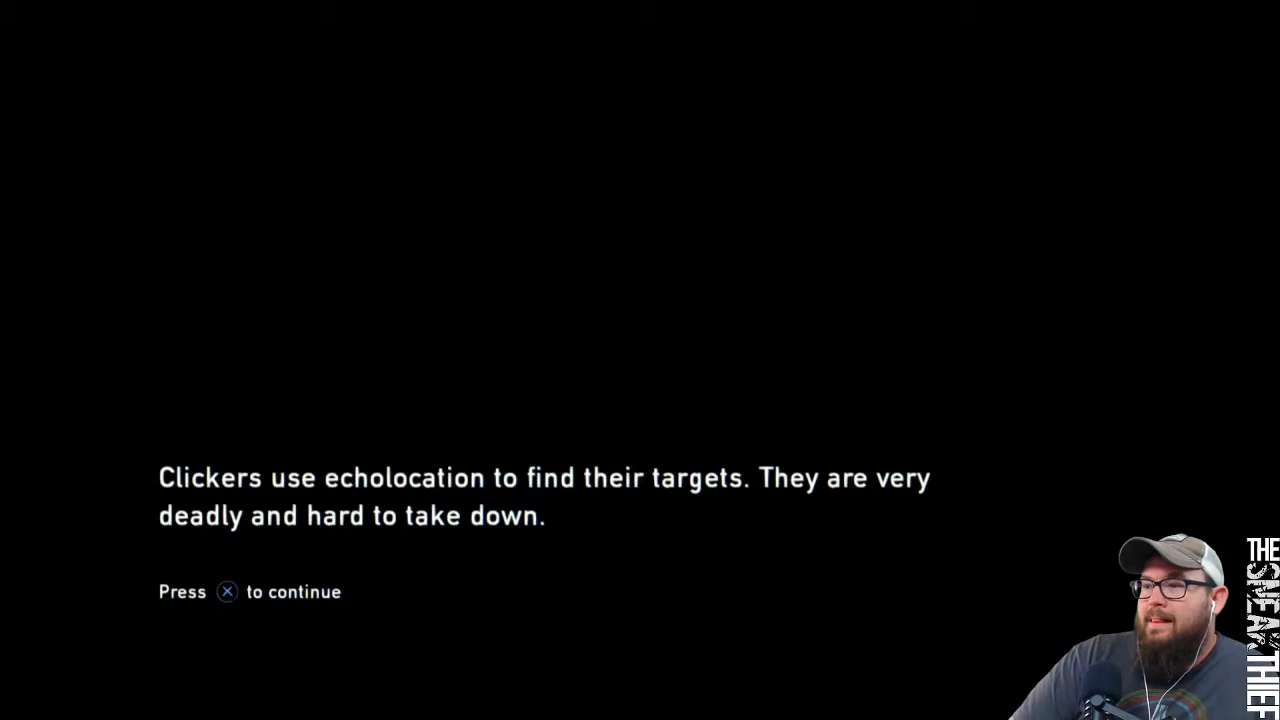 Clickers use echolocation to find their targets. They are very
deadly and hard to take down.
Press ⓧ to continue
THE
SNEAK
THIEF